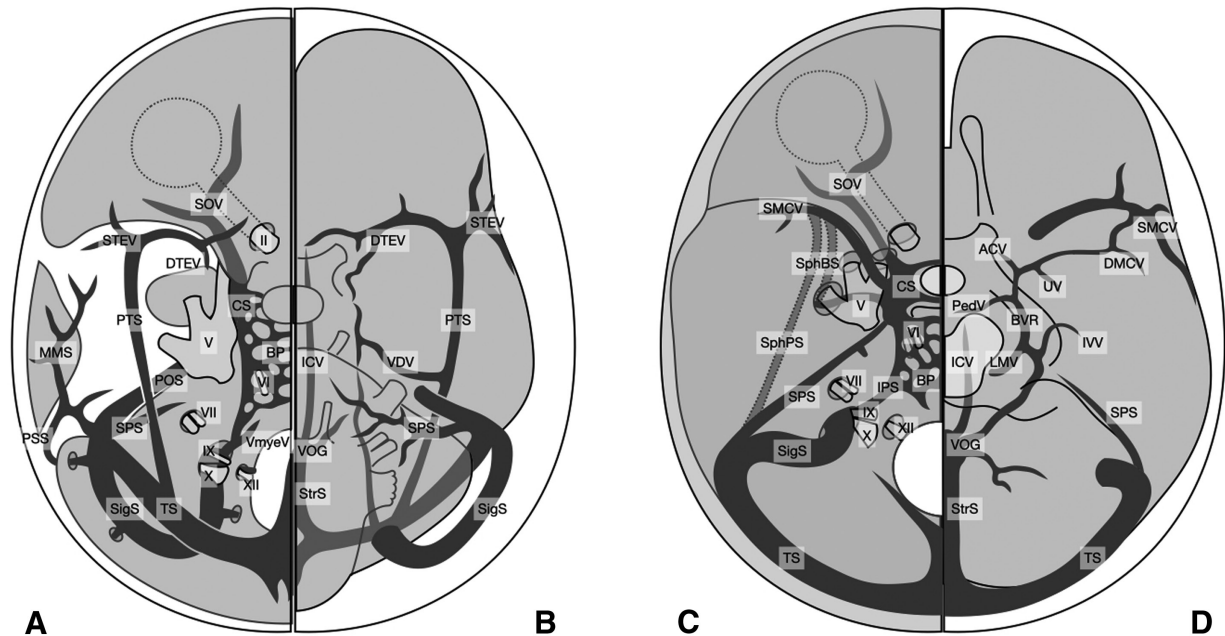 SOV
II
STEV
DTEV
CS
PTS
V
MMS
BP
POS
VI
PSS
SPS
VII
IX
X
XII
VmyeV
SigS
TS
A
STEV
DTEV
PTS
ICV
VDV
SPS
VOG
StrS
SigS
B
SOV
SMCV
SphBS
V
CS
VI
SphPS
SPS
VII
IPS
BP
IX
X
XII
SigS
TS
C
SMCV
ACV
DMCV
UV
PedV
BVR
IVV
ICV
LMV
SPS
VOG
StrS
TS
D